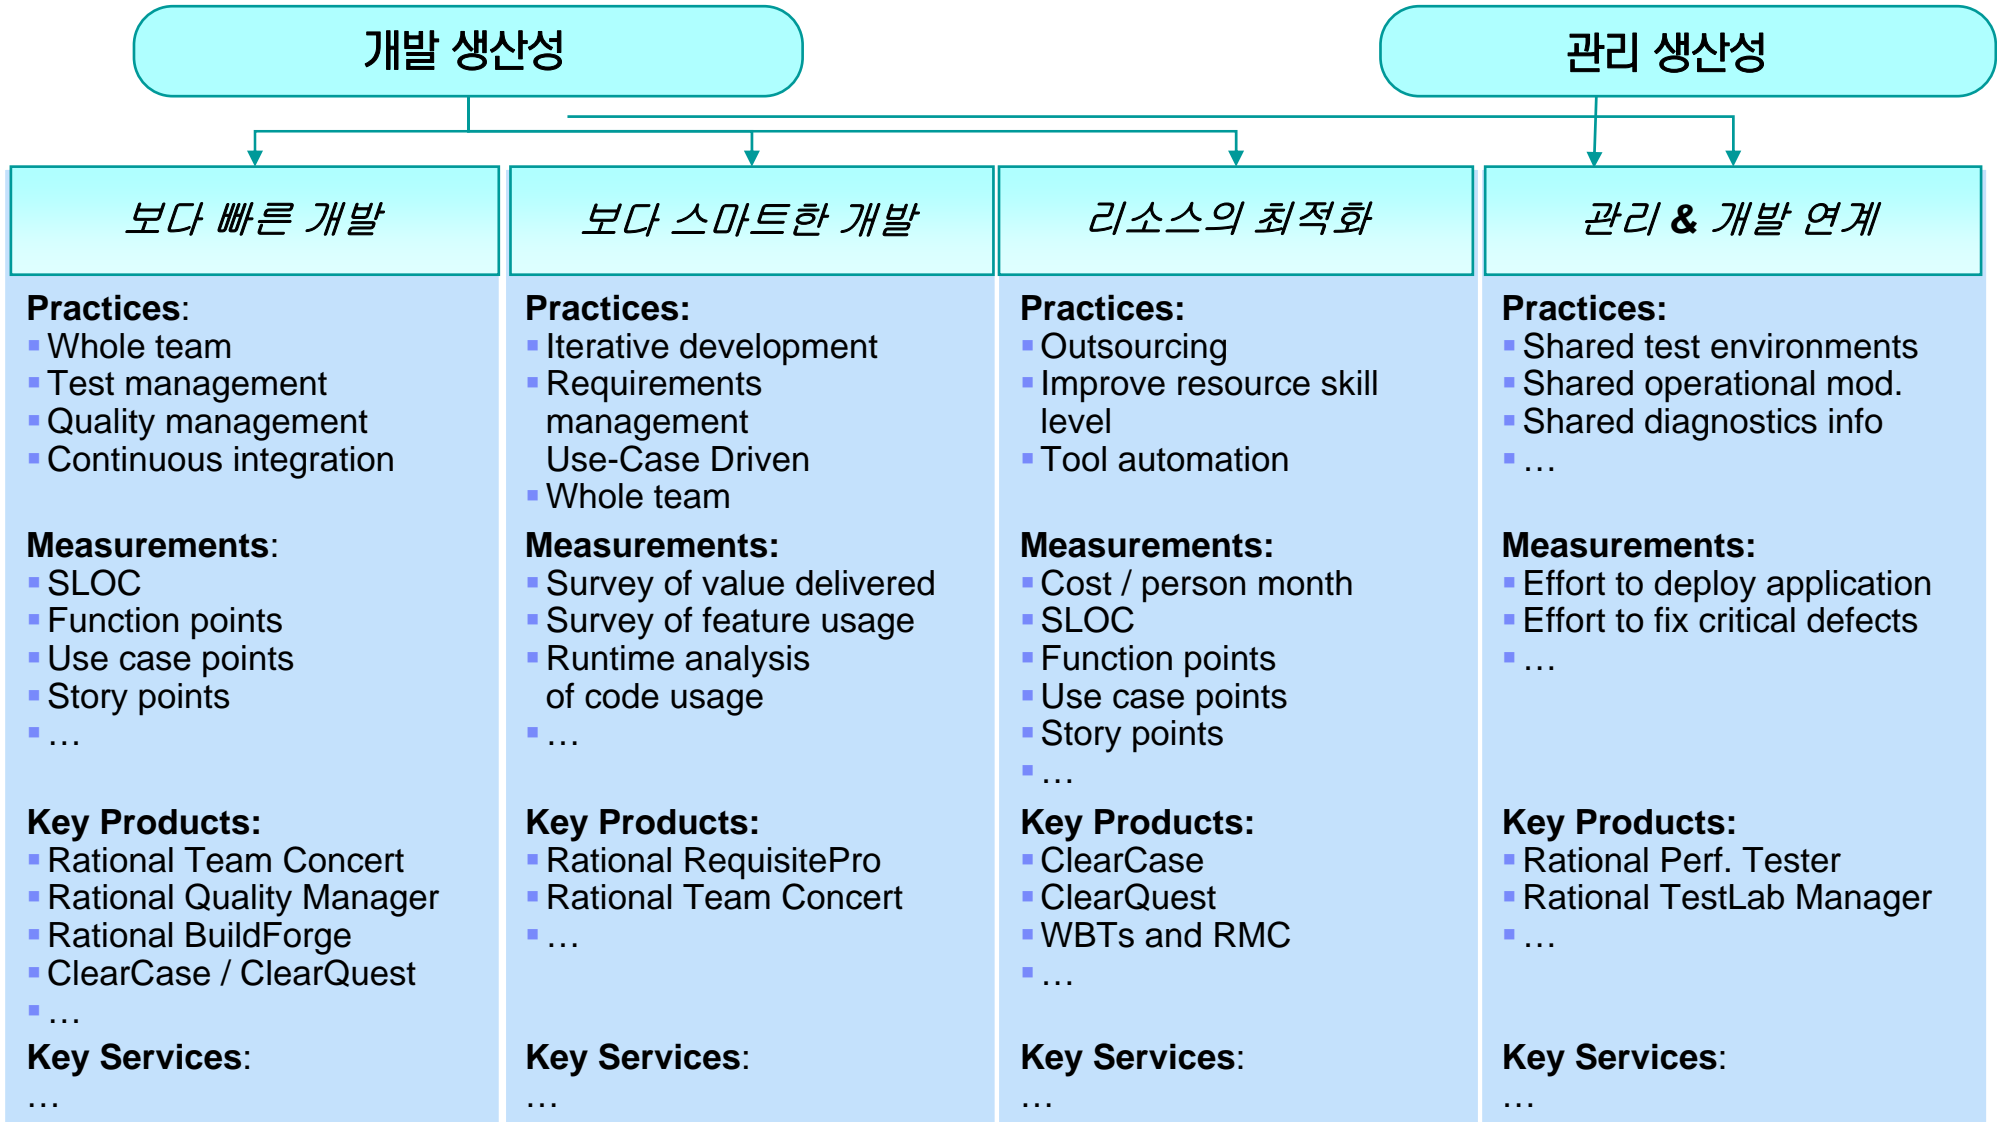 개발 생산성
관리 생산성
보다 빠른 개발
Practices:
▪ Whole team
▪ Test management
▪ Quality management
▪ Continuous integration
Measurements:
▪ SLOC
▪ Function points
▪ Use case points
▪ Story points
▪ …
Key Products:
▪ Rational Team Concert
▪ Rational Quality Manager
▪ Rational BuildForge
▪ ClearCase / ClearQuest
▪ …
Key Services:
…
보다 스마트한 개발
Practices:
▪ Iterative development
▪ Requirements
management
Use-Case Driven
▪ Whole team
Measurements:
▪ Survey of value delivered
▪ Survey of feature usage
▪ Runtime analysis
of code usage
▪ …
Key Products:
▪ Rational RequisitePro
▪ Rational Team Concert
▪ …
Key Services:
…
리소스의 최적화
Practices:
▪ Outsourcing
▪ Improve resource skill
level
▪ Tool automation
Measurements:
▪ Cost / person month
▪ SLOC
▪ Function points
▪ Use case points
▪ Story points
▪ …
Key Products:
▪ ClearCase
▪ ClearQuest
▪ WBTs and RMC
▪ …
Key Services:
…
관리 & 개발 연계
Practices:
▪ Shared test environments
▪ Shared operational mod.
▪ Shared diagnostics info
▪ …
Measurements:
▪ Effort to deploy application
▪ Effort to fix critical defects
▪ …
Key Products:
▪ Rational Perf. Tester
▪ Rational TestLab Manager
▪ …
Key Services:
…